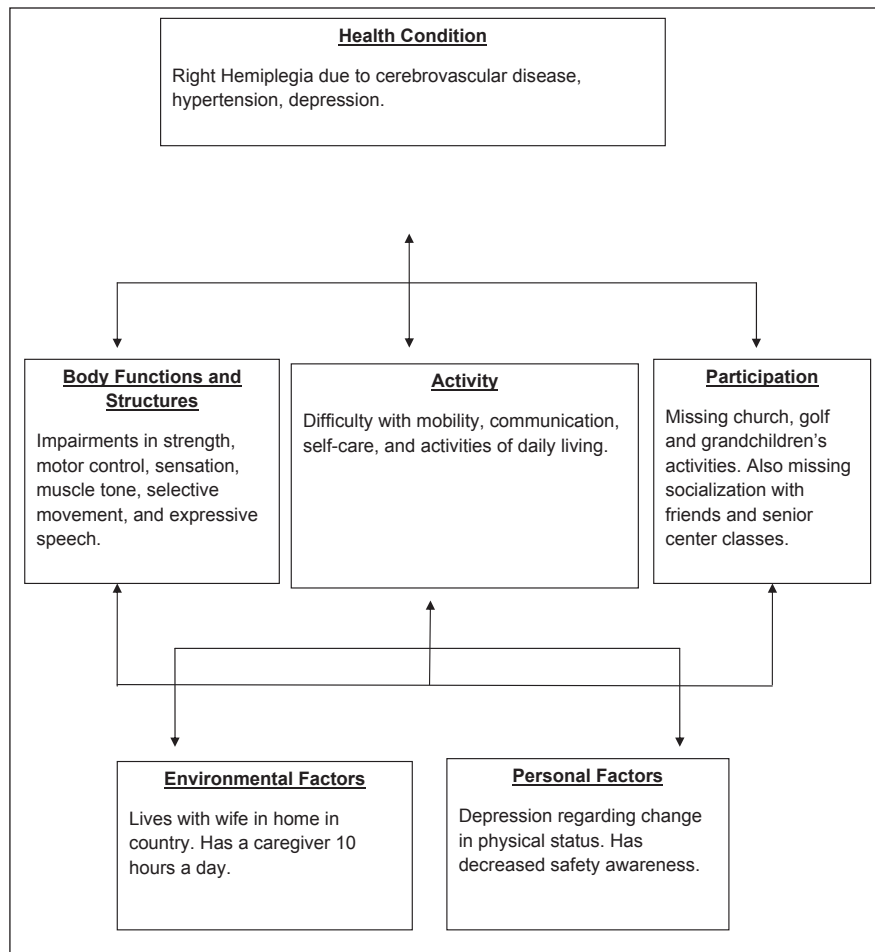 Health Condition
Right Hemiplegia due to cerebrovascular disease,
hypertension, depression.
Body Functions and
Structures
Impairments in strength,
motor control, sensation,
muscle tone, selective
movement, and expressive
speech.
Activity
Difficulty with mobility, communication,
self-care, and activities of daily living.
Participation
Missing church, golf
and grandchildren’s
activities. Also missing
socialization with
friends and senior
center classes.
Environmental Factors
Lives with wife in home in
country. Has a caregiver 10
hours a day.
Personal Factors
Depression regarding change
in physical status. Has
decreased safety awareness.